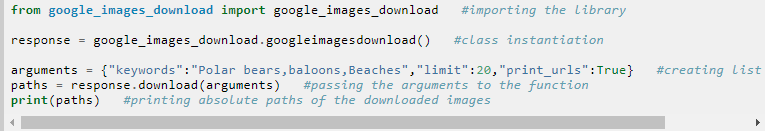 from google_images_download import google_images_download   #importing the library
response = google_images_download.googleimagesdownload()   #class instantiation
arguments = {"keywords":"Polar bears,baloons,Beaches","limit":20,"print_urls":True}   #creating list
paths = response.download(arguments)   #passing the arguments to the function
print(paths)   #printing absolute paths of the downloaded images